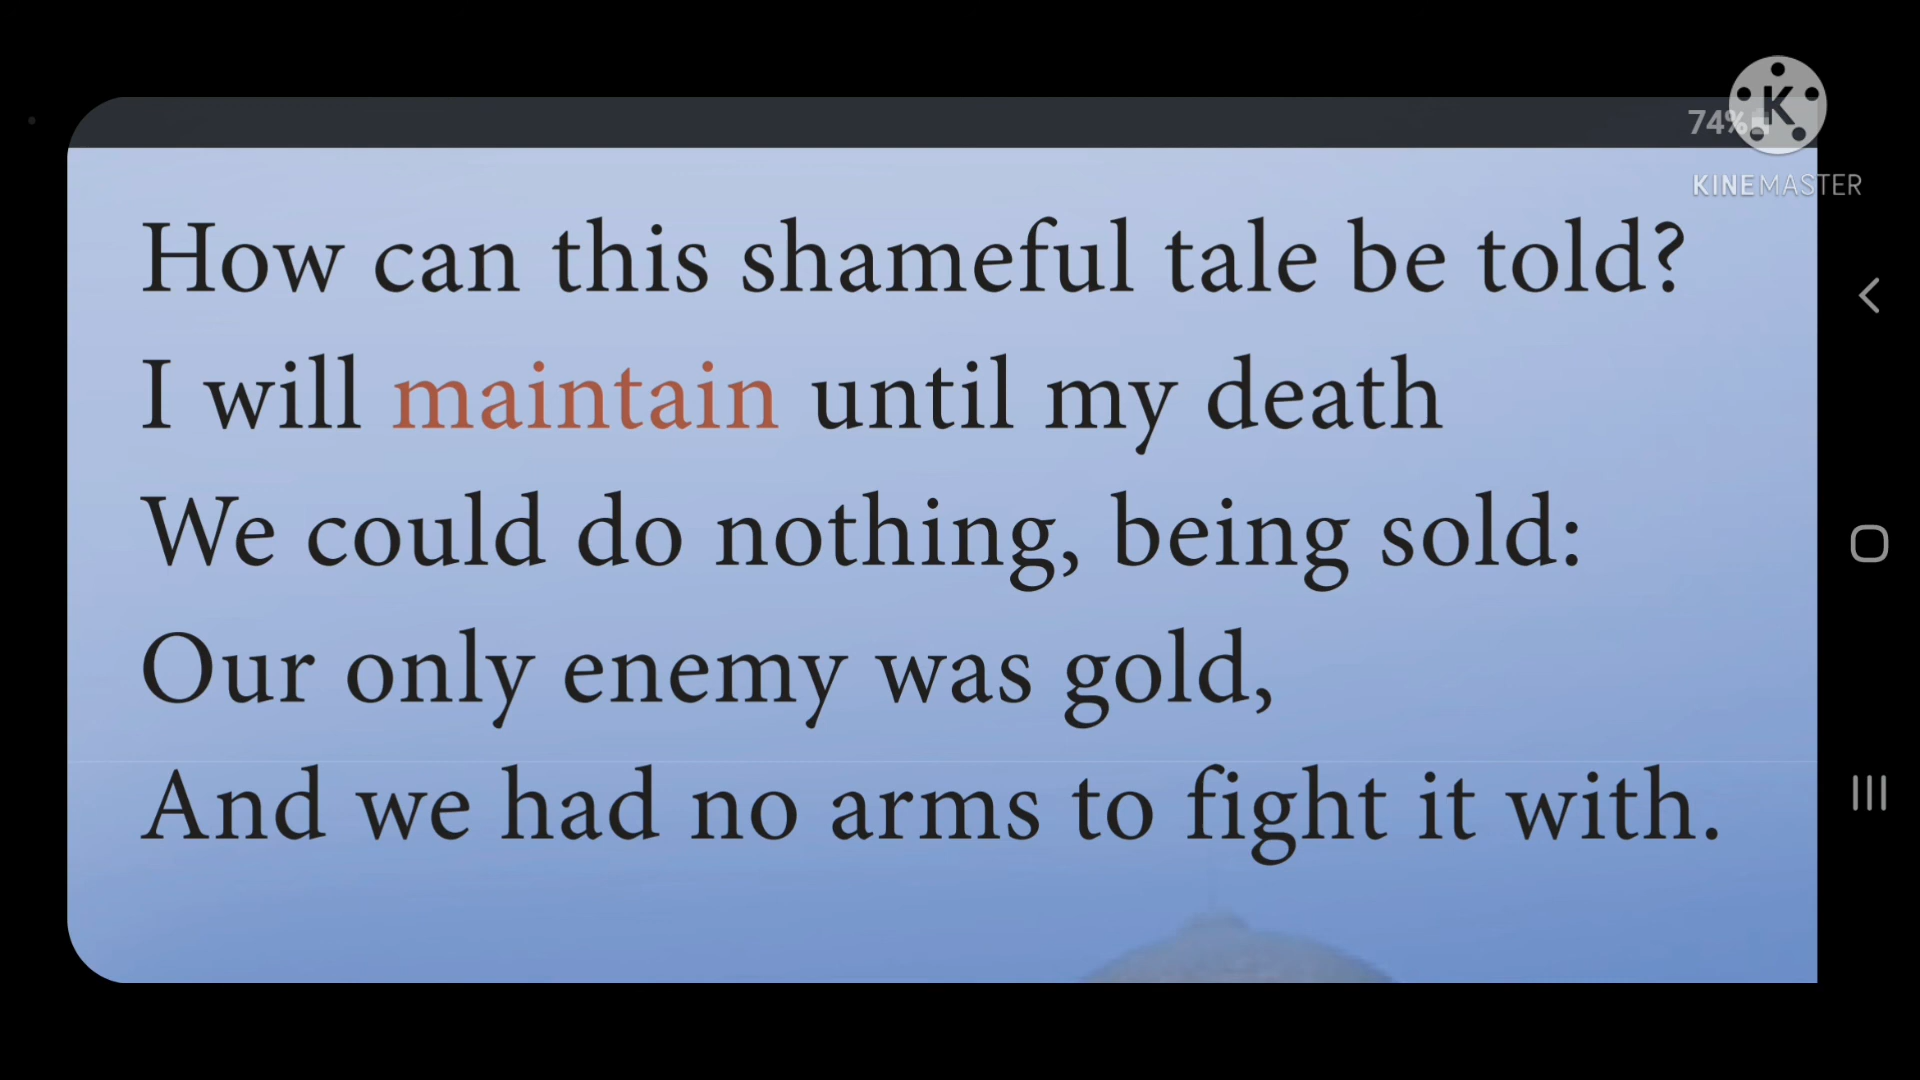 74%
KINEMASTER
How can this shameful tale be told?
I will maintain until my death
We could do nothing, being sold:
Our only enemy was gold,
And we had no arms to fight it with.